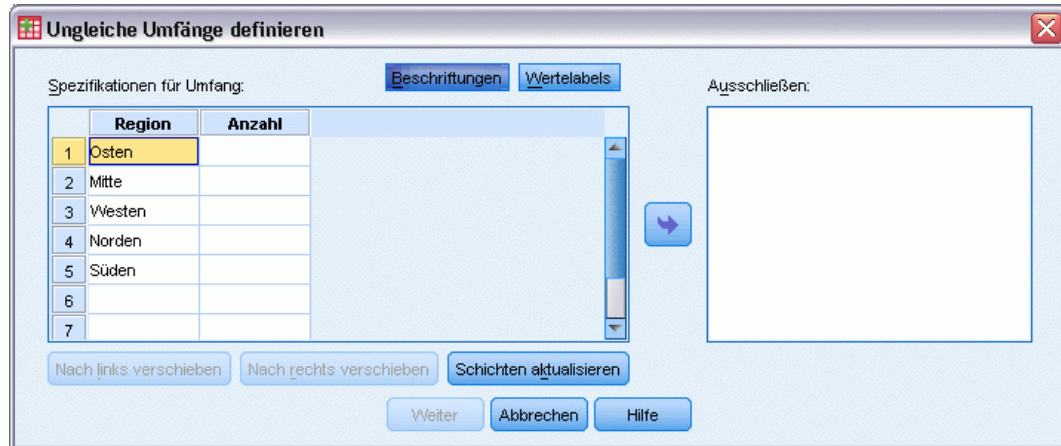 Ungleiche Umfänge definieren
Spezifikationen für Umfang:
Beschriftungen
Wertelabels
Ausschließen:
Region Anzahl
1 Osten
2 Mitte
3 Westen
4 Norden
5 Süden
6
7
Nach links verschieben
Nach rechts verschieben
Schichten aktualisieren
Weiter
Abbrechen
Hilfe